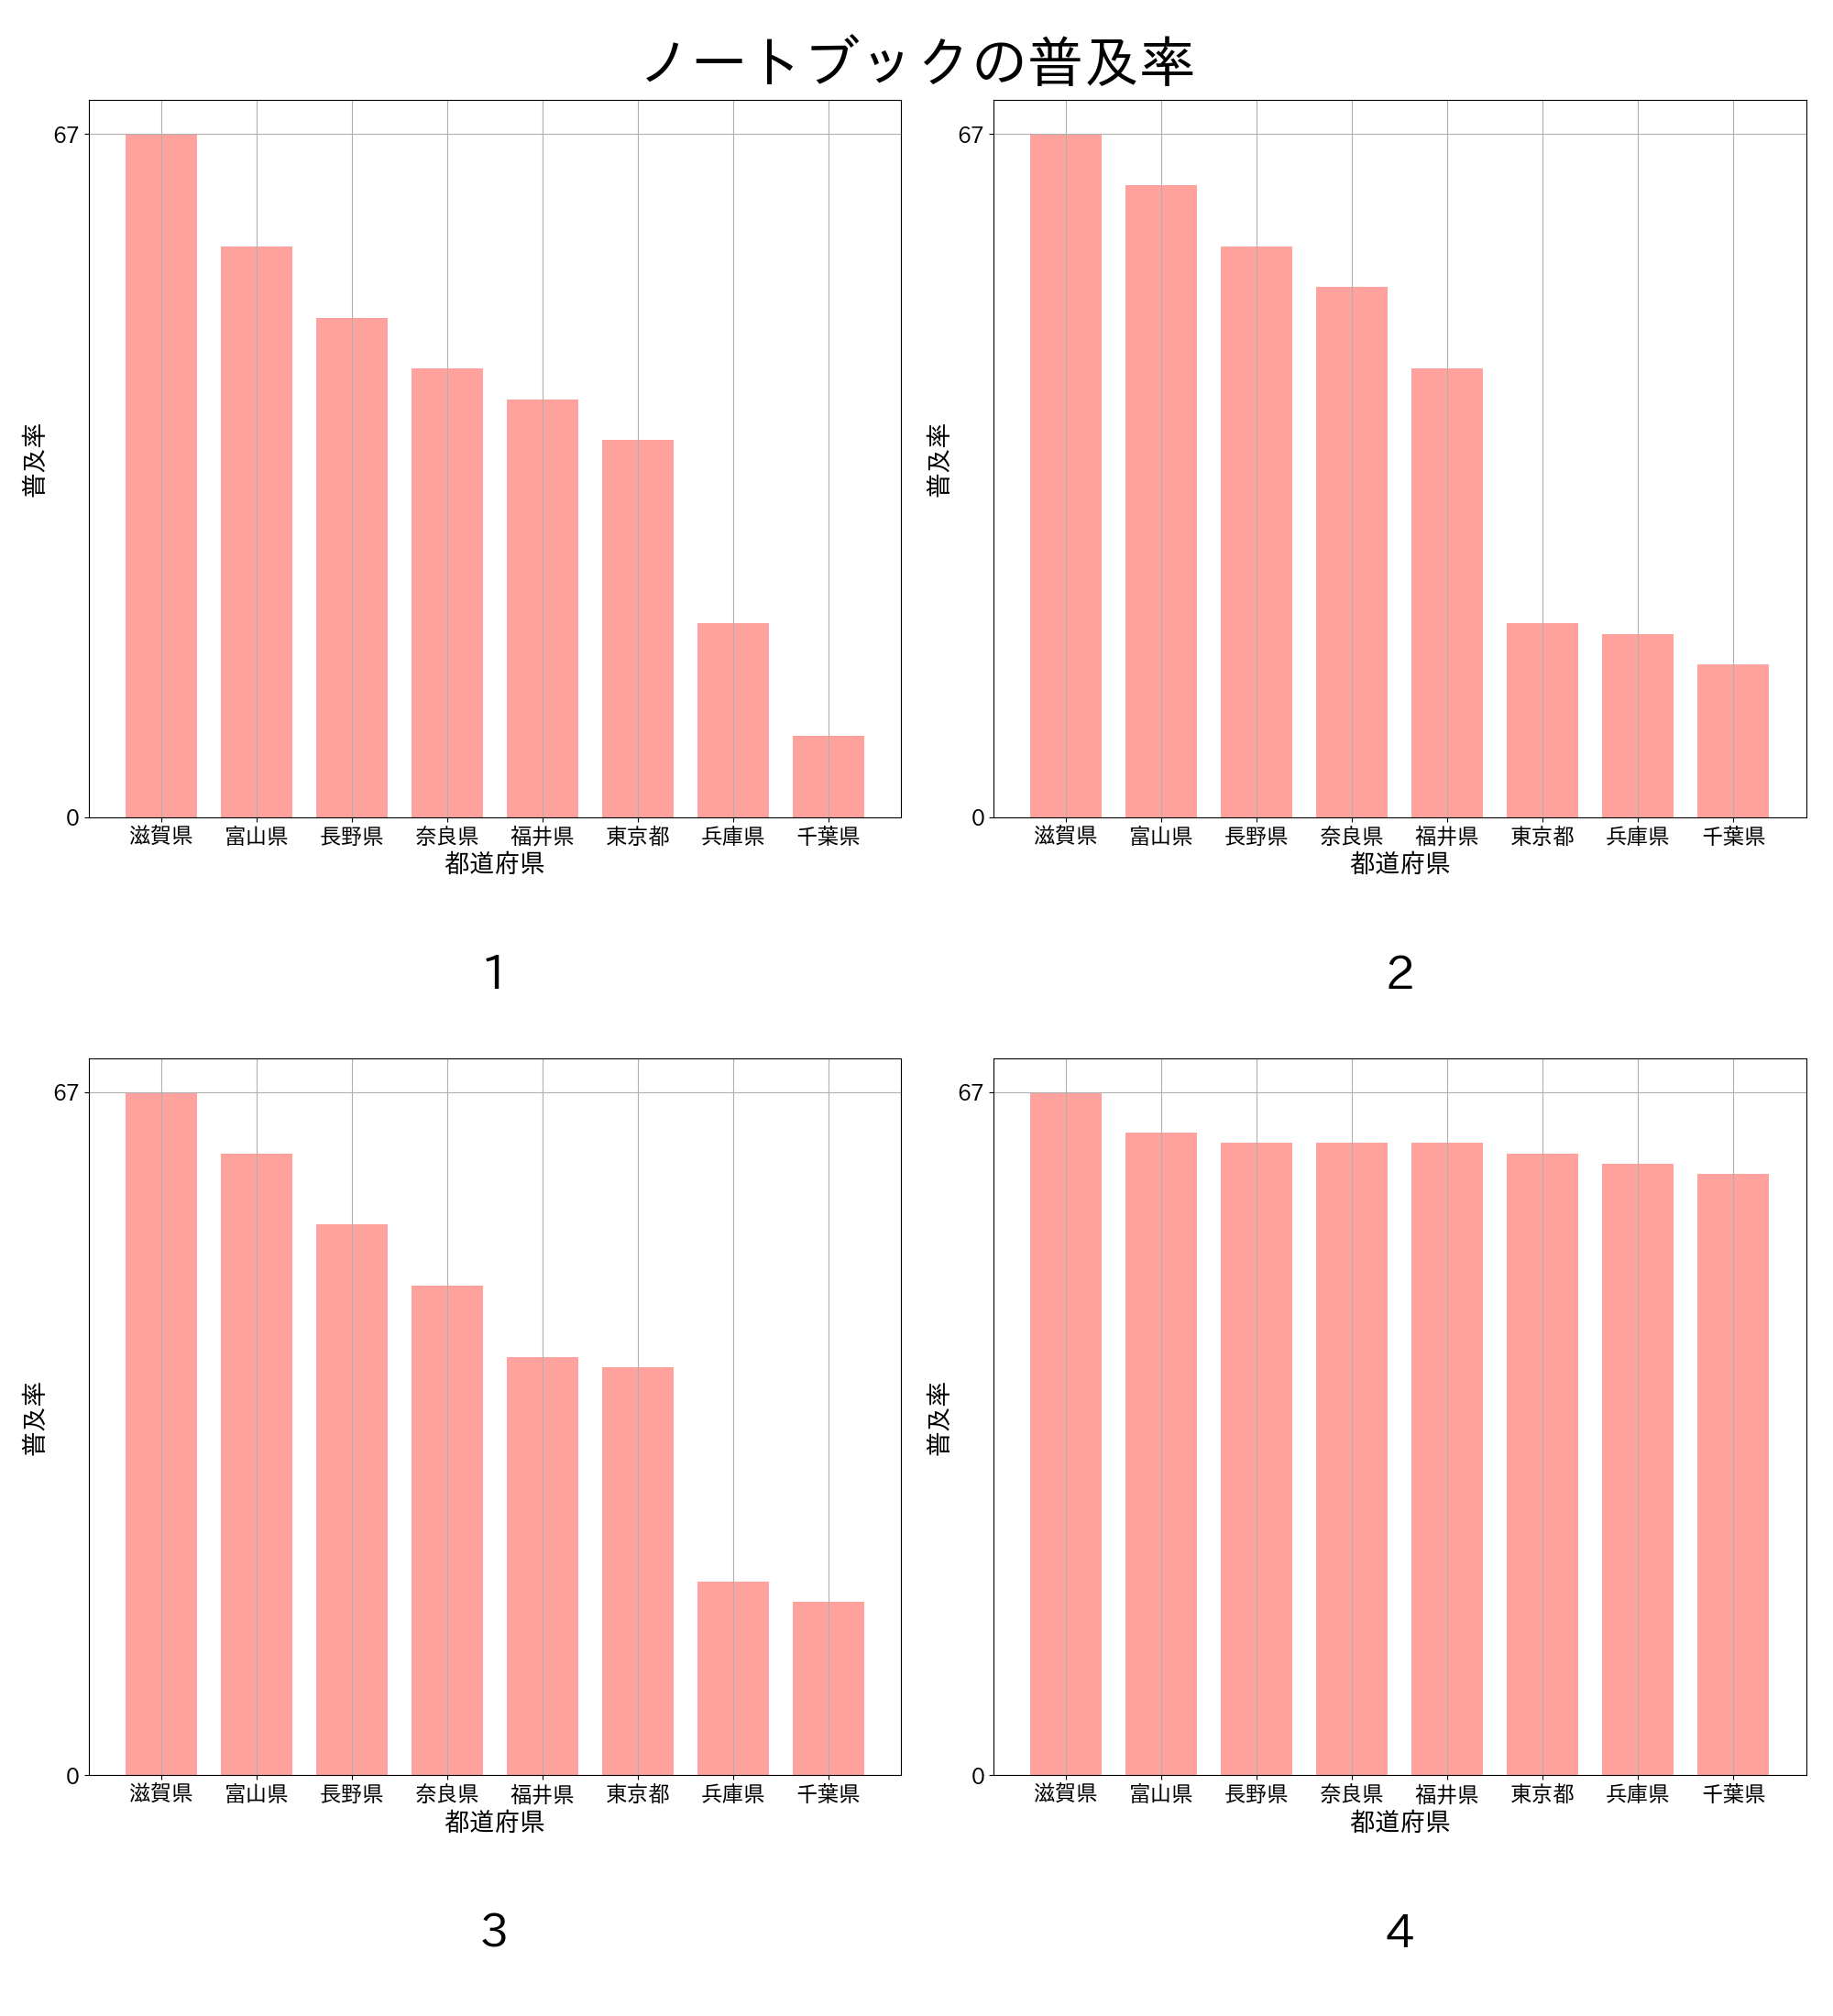 ノートブックの普及率
67
0
普及率
滋賀県 富山県 長野県 奈良県 福井県 東京都 兵庫県 千葉県
都道府県
1
67
0
普及率
滋賀県 富山県 長野県 奈良県 福井県 東京都 兵庫県 千葉県
都道府県
2
67
0
普及率
滋賀県 富山県 長野県 奈良県 福井県 東京都 兵庫県 千葉県
都道府県
3
67
0
普及率
滋賀県 富山県 長野県 奈良県 福井県 東京都 兵庫県 千葉県
都道府県
4